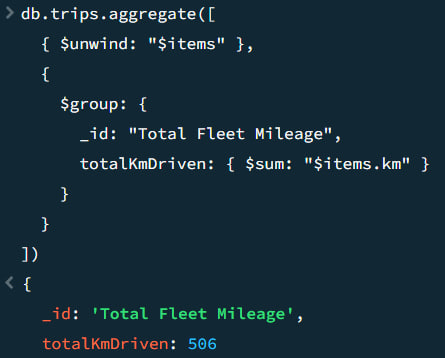 > db.trips.aggregate([
{ $unwind: "$items" },
{
$group: {
_id: "Total Fleet Mileage",
totalKmDriven: { $sum: "$items.km" }
}
}
])
< {
_id: 'Total Fleet Mileage',
totalKmDriven: 506